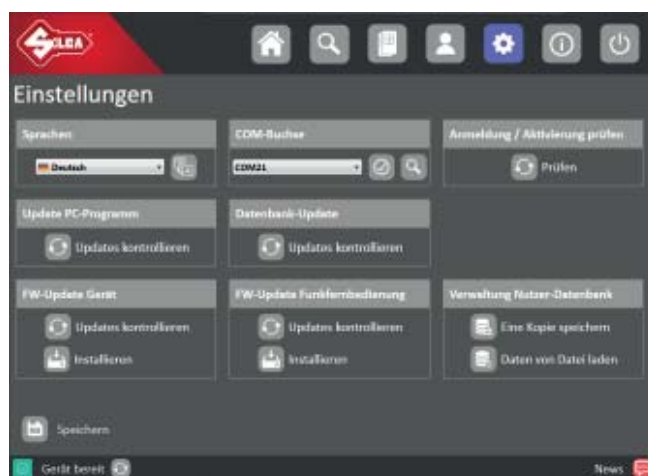 SILCA
Einstellungen
Sprachen
COM-Buchse
Anmeldung / Aktivierung prüfen
Deutsch
COM21
Prüfen
Update PC-Programm
Datenbank-Update
Updates kontrollieren
Updates kontrollieren
FW-Update Gerät
FW-Update Funkfernbedienung
Verwaltung Nutzer-Datenbank
Updates kontrollieren
Updates kontrollieren
Eine Kopie speichern
Installieren
Installieren
Daten von Datei laden
Speichern
Gerät bereit
News